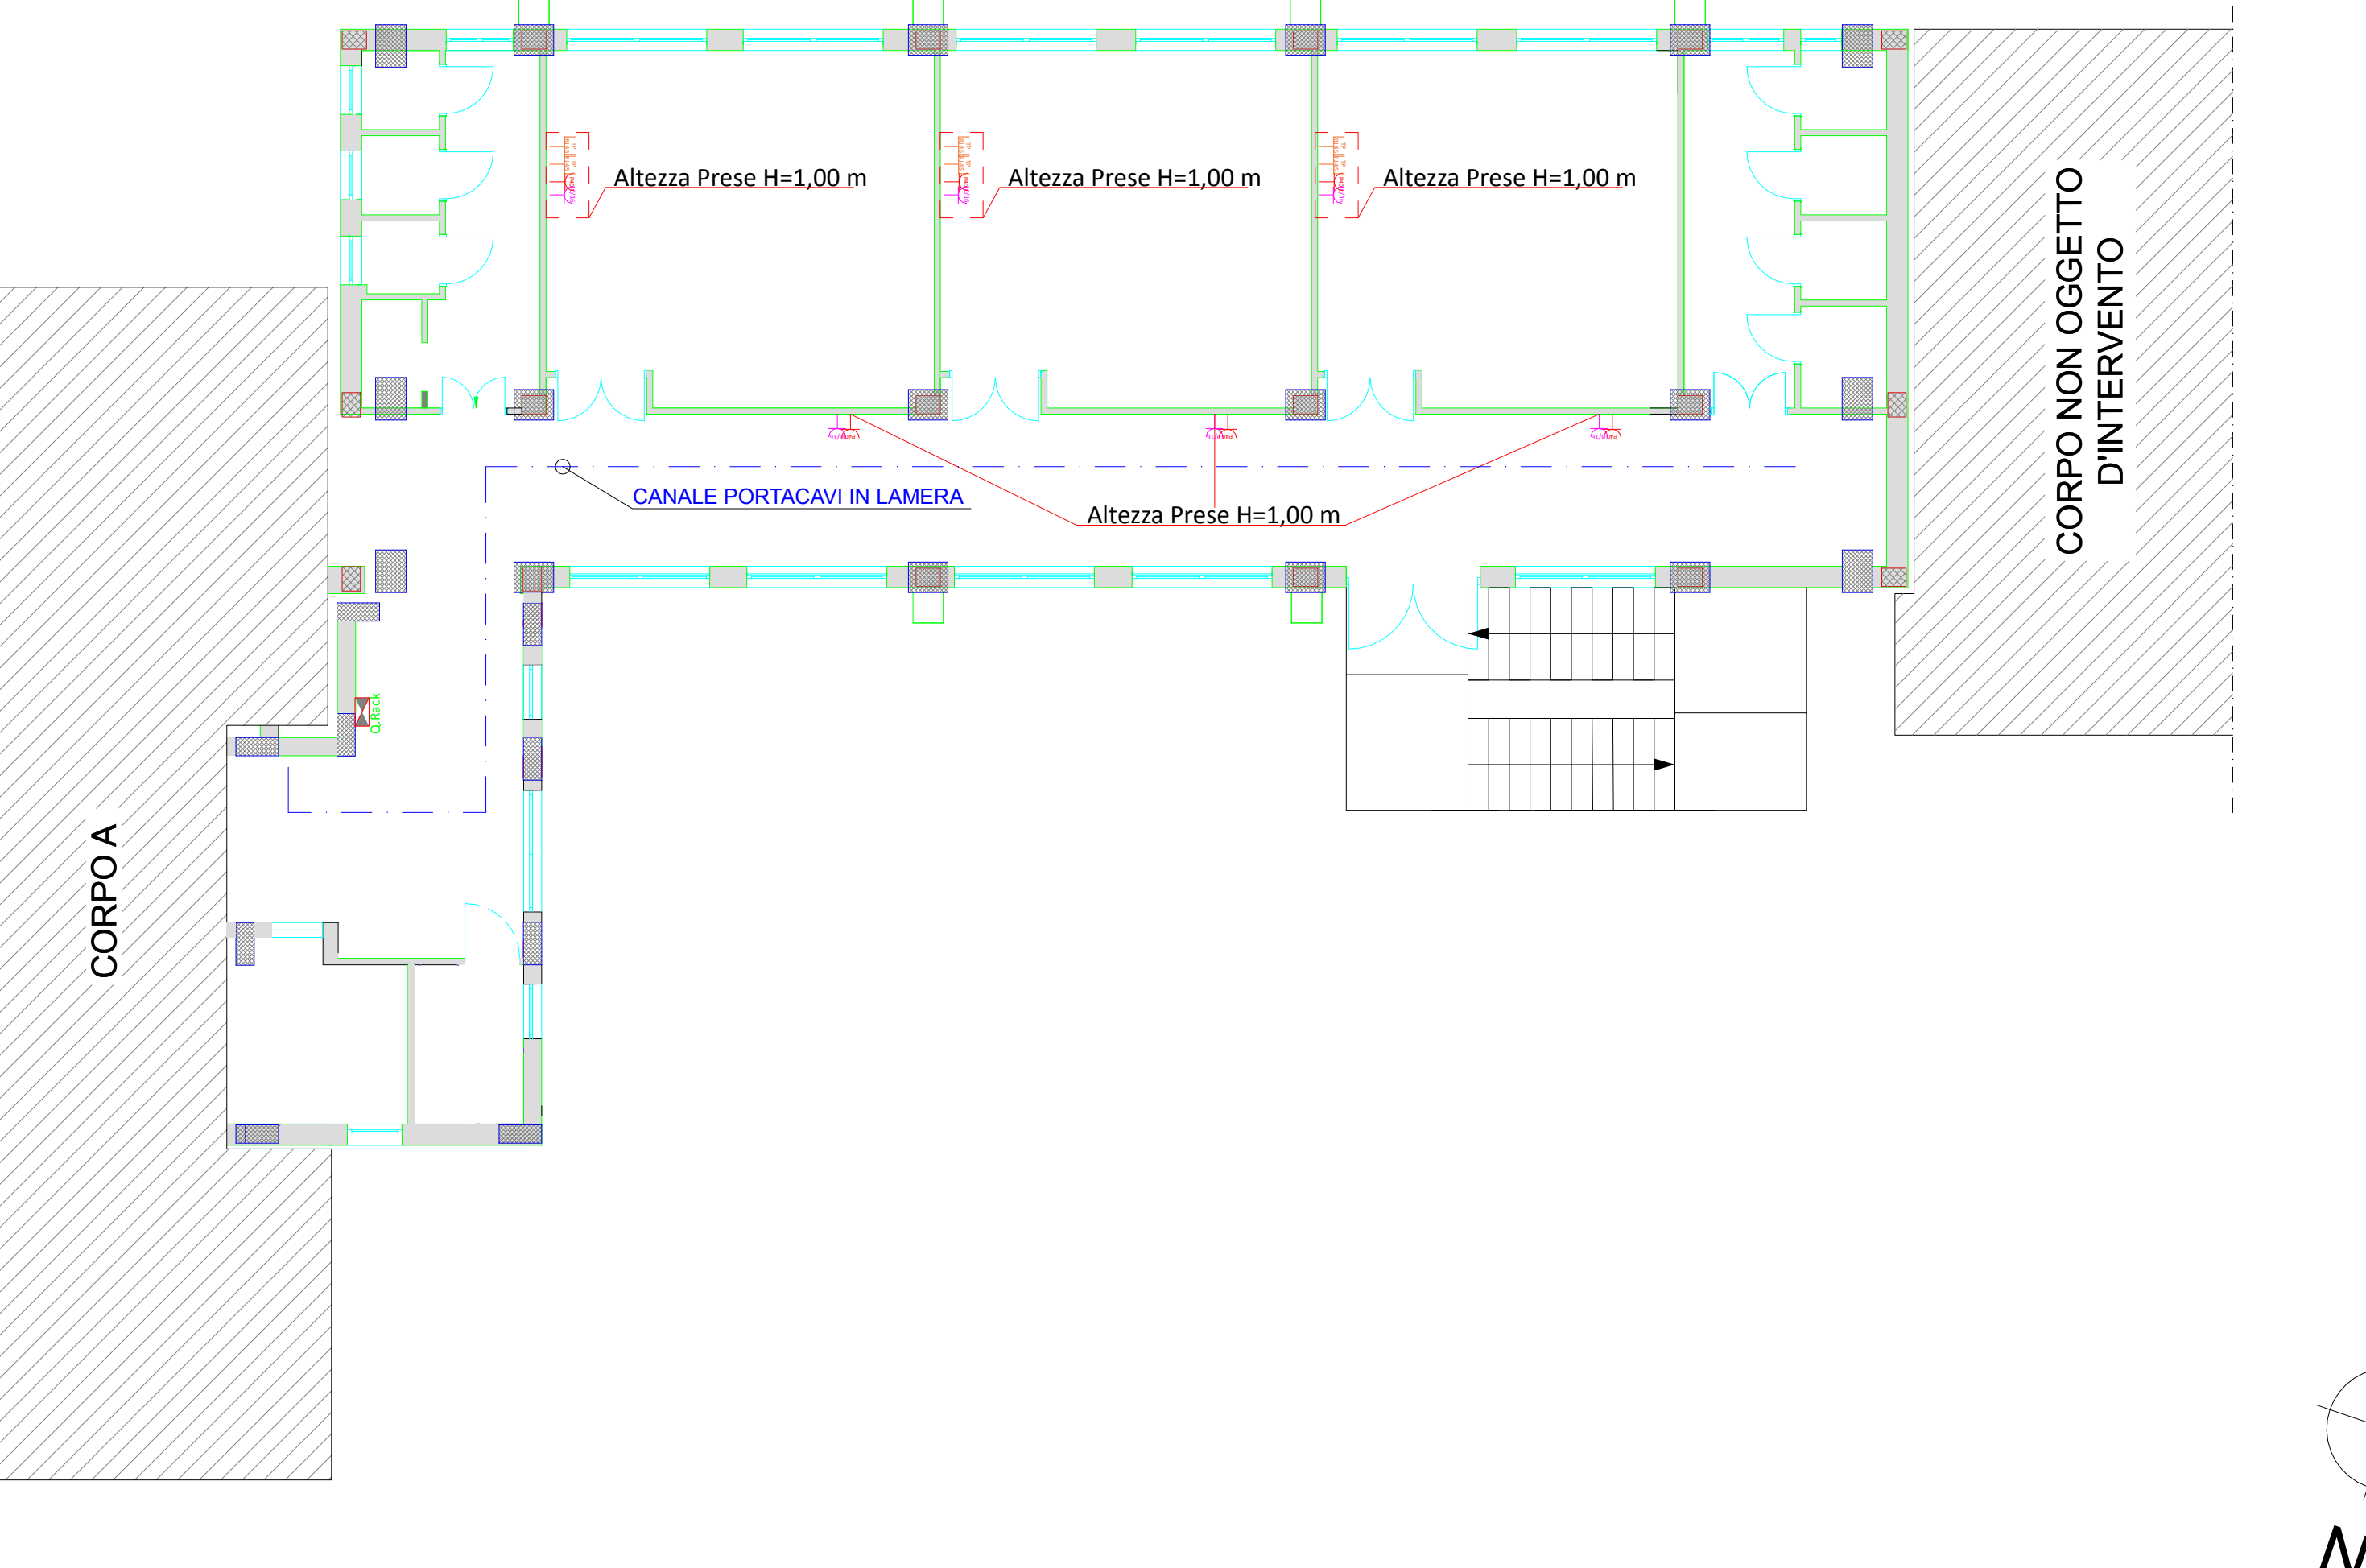 Altezza Prese H=1,00 m
Altezza Prese H=1,00 m
Altezza Prese H=1,00 m
CORPO NON OGGETTO
D'INTERVENTO
CANALE PORTACAVI IN LAMERA
Altezza Prese H=1,00 m
Q.Rack
CORPO A